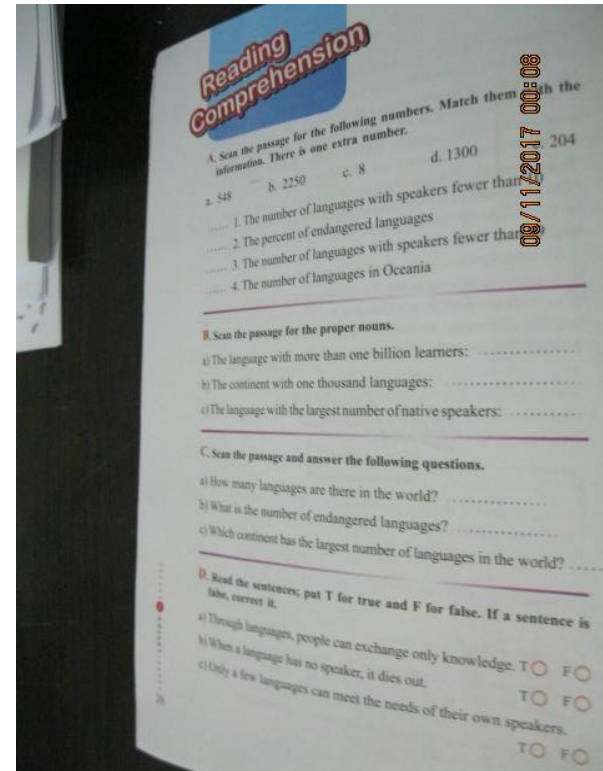 Reading
Comprehension
A. Scan the passage for the following numbers. Match them with the
information. There is one extra number.
a. 548 b. 2250 c. 8 d. 1300 204
...... 1. The number of languages with speakers fewer than
...... 2. The percent of endangered languages
...... 3. The number of languages with speakers fewer than
...... 4. The number of languages in Oceania
B. Scan the passage for the proper nouns.
a) The language with more than one billion learners: ..................
b) The continent with one thousand languages: ......................
c) The language with the largest number of native speakers: ............
C. Scan the passage and answer the following questions.
a) How many languages are there in the world? ..................
b) What is the number of endangered languages? ..................
c) Which continent has the largest number of languages in the world? .....
D. Read the sentences; put T for true and F for false. If a sentence is
false, correct it.
a) Through languages, people can exchange only knowledge. T F
b) When a language has no speaker, it dies out. T F
c) Only a few languages can meet the needs of their own speakers.
T F
09/11/2017 00:08